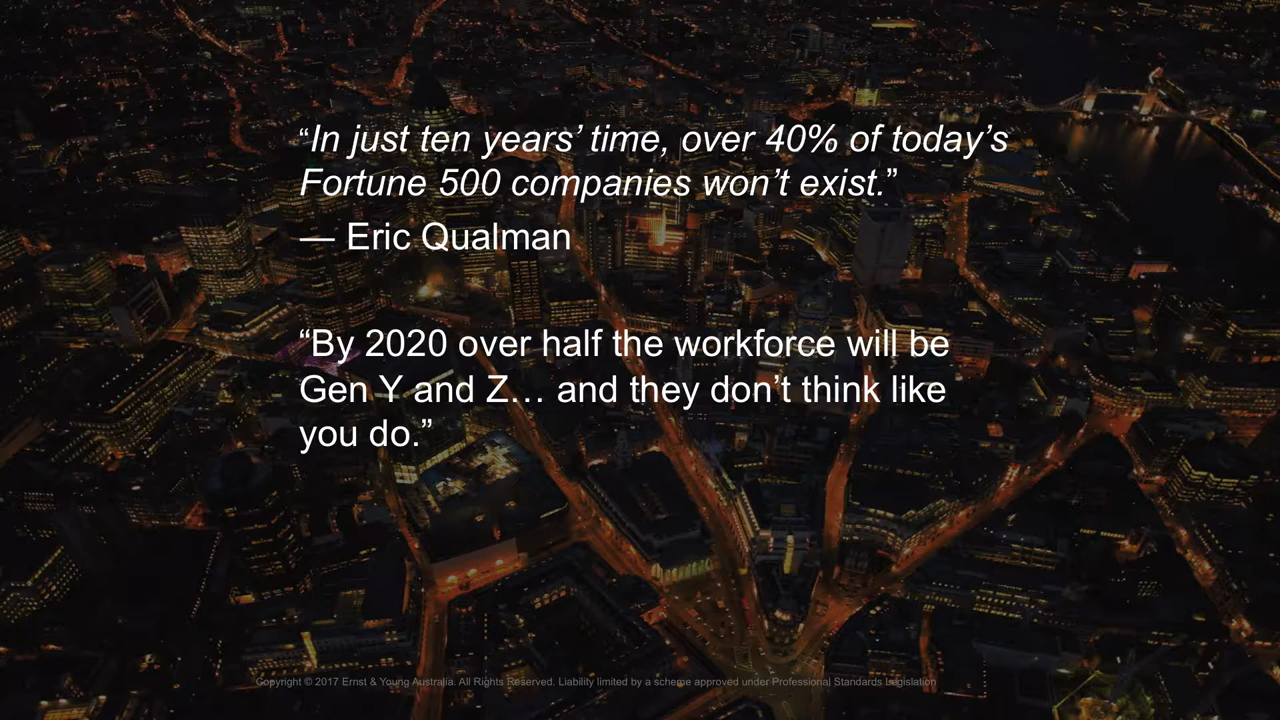 “In just ten years’ time, over 40% of today’s
Fortune 500 companies won’t exist.”
— Eric Qualman
“By 2020 over half the workforce will be
Gen Y and Z… and they don’t think like
you do.”
Copyright © 2017 Ernst & Young Australia. All Rights Reserved. Liability limited by a scheme approved under Professional Standards Legislation